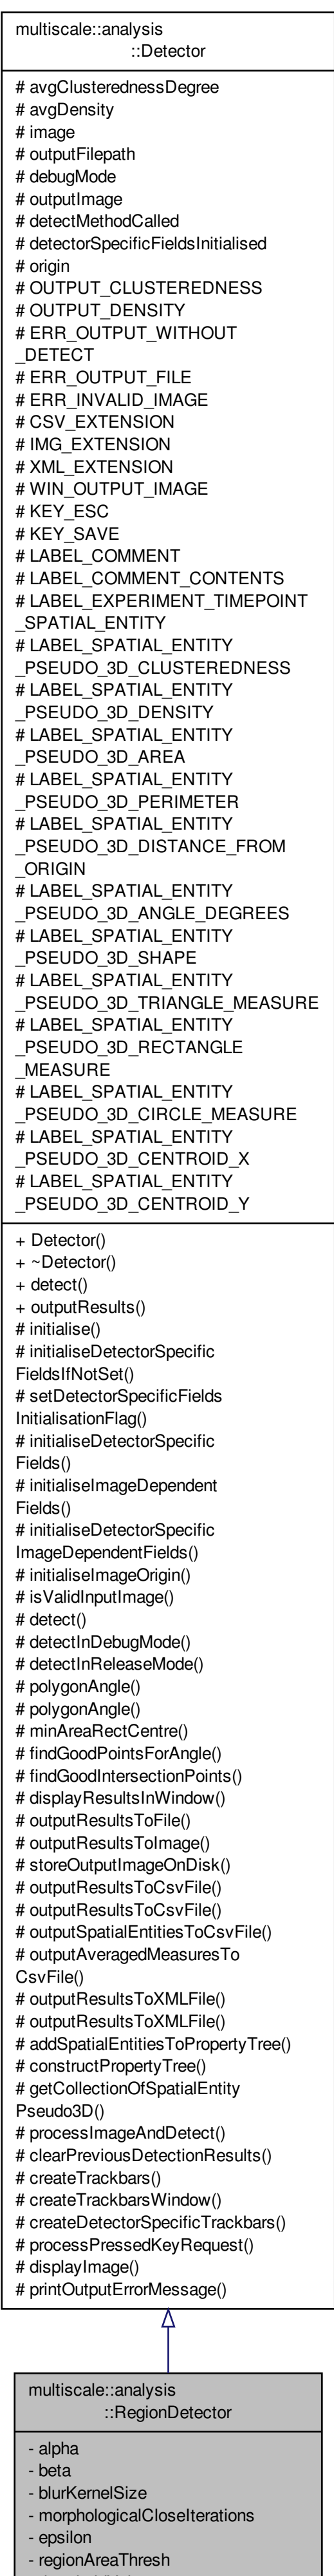 multiscale::analysis
::Detector
# avgClusterednessDegree
# avgDensity
# image
# outputFilepath
# debugMode
# outputImage
# detectMethodCalled
# detectorSpecificFieldsInitialised
# origin
# OUTPUT_CLUSTEREDNESS
# OUTPUT_DENSITY
# ERR_OUTPUT_WITHOUT
_DETECT
# ERR_OUTPUT_FILE
# ERR_INVALID_IMAGE
# CSV_EXTENSION
# IMG_EXTENSION
# XML_EXTENSION
# WIN_OUTPUT_IMAGE
# KEY_ESC
# KEY_SAVE
# LABEL_COMMENT
# LABEL_COMMENT_CONTENTS
# LABEL_EXPERIMENT_TIMEPOINT
_SPATIAL_ENTITY
# LABEL_SPATIAL_ENTITY
_PSEUDO_3D_CLUSTEREDNESS
# LABEL_SPATIAL_ENTITY
_PSEUDO_3D_DENSITY
# LABEL_SPATIAL_ENTITY
_PSEUDO_3D_AREA
# LABEL_SPATIAL_ENTITY
_PSEUDO_3D_PERIMETER
# LABEL_SPATIAL_ENTITY
_PSEUDO_3D_DISTANCE_FROM
_ORIGIN
# LABEL_SPATIAL_ENTITY
_PSEUDO_3D_ANGLE_DEGREES
# LABEL_SPATIAL_ENTITY
_PSEUDO_3D_SHAPE
# LABEL_SPATIAL_ENTITY
_PSEUDO_3D_TRIANGLE_MEASURE
# LABEL_SPATIAL_ENTITY
_PSEUDO_3D_RECTANGLE
_MEASURE
# LABEL_SPATIAL_ENTITY
_PSEUDO_3D_CIRCLE_MEASURE
# LABEL_SPATIAL_ENTITY
_PSEUDO_3D_CENTROID_X
# LABEL_SPATIAL_ENTITY
_PSEUDO_3D_CENTROID_Y
+ Detector()
+ ~Detector()
+ detect()
+ outputResults()
# initialise()
# initialiseDetectorSpecific
FieldsIfNotSet()
# setDetectorSpecificFields
InitialisationFlag()
# initialiseDetectorSpecific
Fields()
# initialiseImageDependent
Fields()
# initialiseDetectorSpecific
ImageDependentFields()
# initialiseImageOrigin()
# isValidInputImage()
# detect()
# detectInDebugMode()
# detectInReleaseMode()
# polygonAngle()
# polygonAngle()
# minAreaRectCentre()
# findGoodPointsForAngle()
# findGoodIntersectionPoints()
# displayResultsInWindow()
# outputResultsToFile()
# outputResultsToImage()
# storeOutputImageOnDisk()
# outputResultsToCsvFile()
# outputResultsToCsvFile()
# outputSpatialEntitiesToCsvFile()
# outputAveragedMeasuresTo
CsvFile()
# outputResultsToXMLFile()
# outputResultsToXMLFile()
# addSpatialEntitiesToPropertyTree()
# constructPropertyTree()
# getCollectionOfSpatialEntity
Pseudo3D()
# processImageAndDetect()
# clearPreviousDetectionResults()
# createTrackbars()
# createTrackbarsWindow()
# createDetectorSpecificTrackbars()
# processPressedKeyRequest()
# displayImage()
# printOutputErrorMessage()
multiscale::analysis
::RegionDetector
- alpha
- beta
- blurKernelSize
- morphologicalCloseIterations
- epsilon
- regionAreaThresh